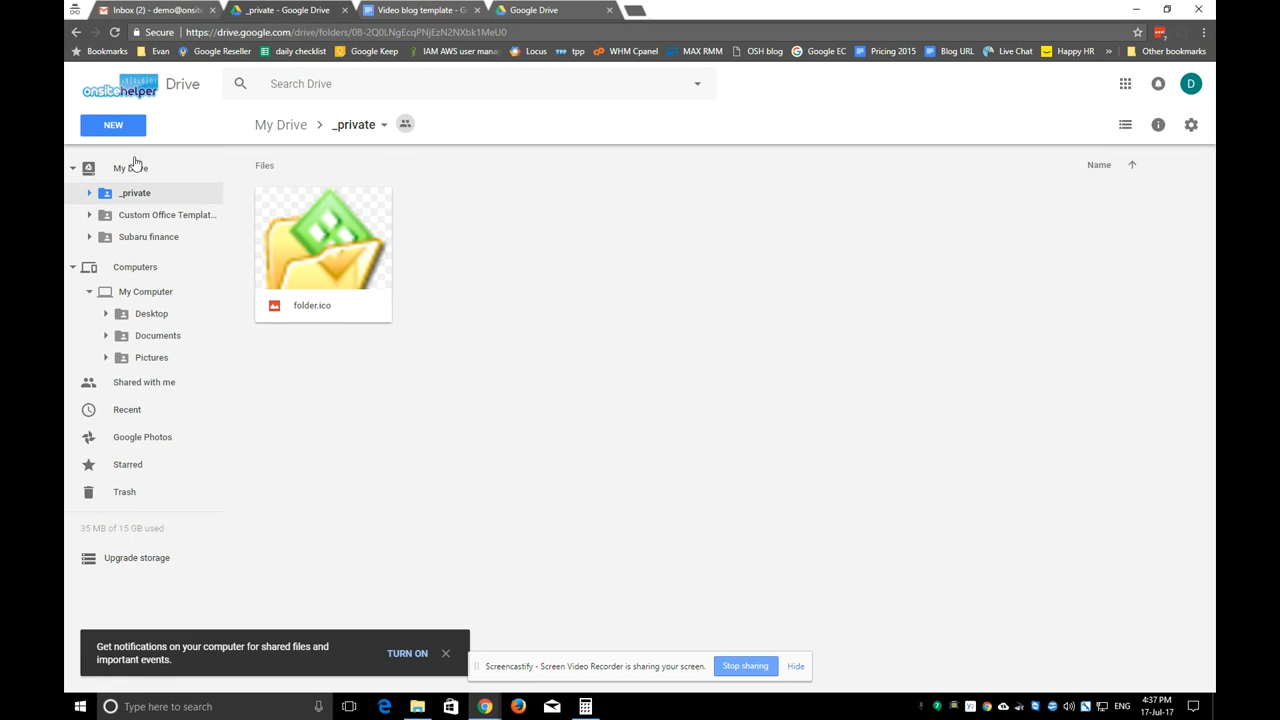 Inbox (2) - demo@onsite
_private - Google Drive
Video blog template - G
Google Drive
Secure
https://drive.google.com/drive/folders/0B-2Q0LNgEcqPNjEzN2NXbk1MeU0
Bookmarks
Evan
Google Reseller
daily checklist
Google Keep
IAM AWS user mana
Locus
tpp
WHM Cpanel
MAX RMM
OSH blog
Google EC
Pricing 2015
Blog URL
Live Chat
Happy HR
»
Other bookmarks
onsitehelper
Drive
Search Drive
D
NEW
My Drive > _private
Files
Name
My Drive
_private
Custom Office Templat...
Subaru finance
Computers
My Computer
Desktop
Documents
Pictures
Shared with me
Recent
Google Photos
Starred
Trash
35 MB of 15 GB used
Upgrade storage
folder.ico
Get notifications on your computer for shared files and
important events.
TURN ON
Screencastify - Screen Video Recorder is sharing your screen.
Stop sharing
Hide
Type here to search
ENG
4:37 PM
17-Jul-17